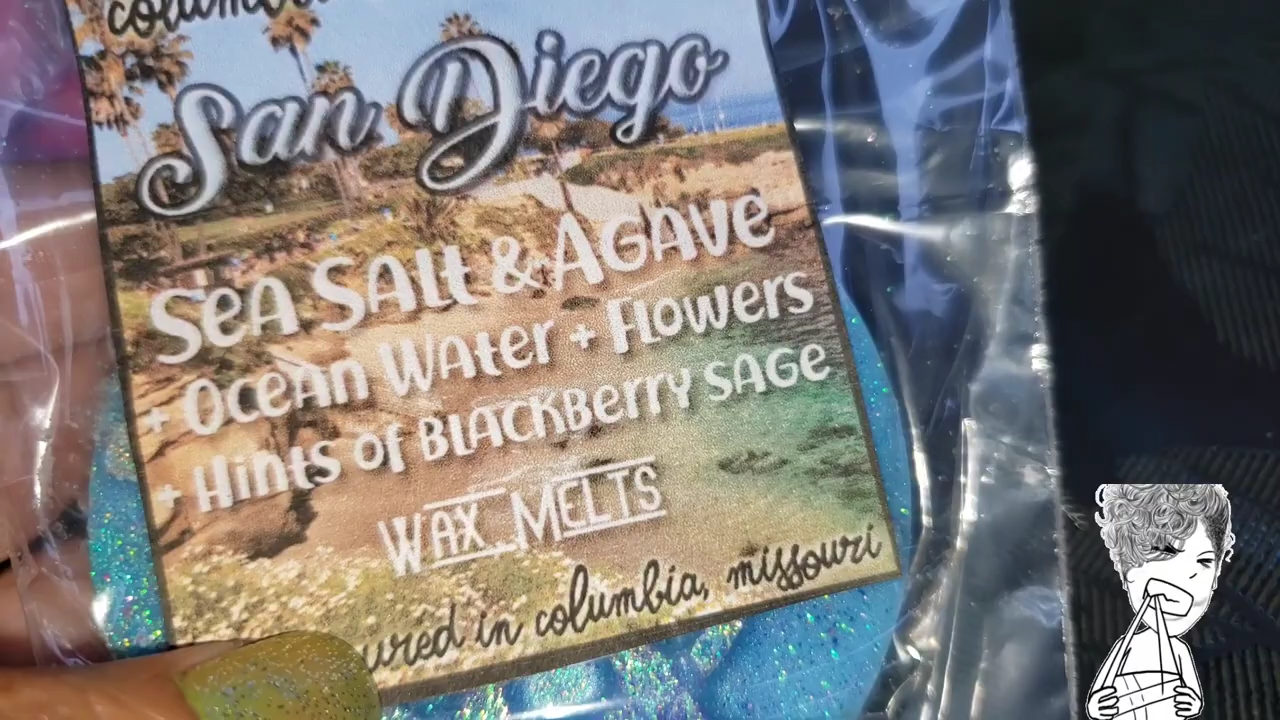 San Diego
SeA SAlt & AGAVe
+ OceAn WAter + Flowers
+ Hints of BLACKBerry SAGe
WAX MELTS
ured in columbia, missouri